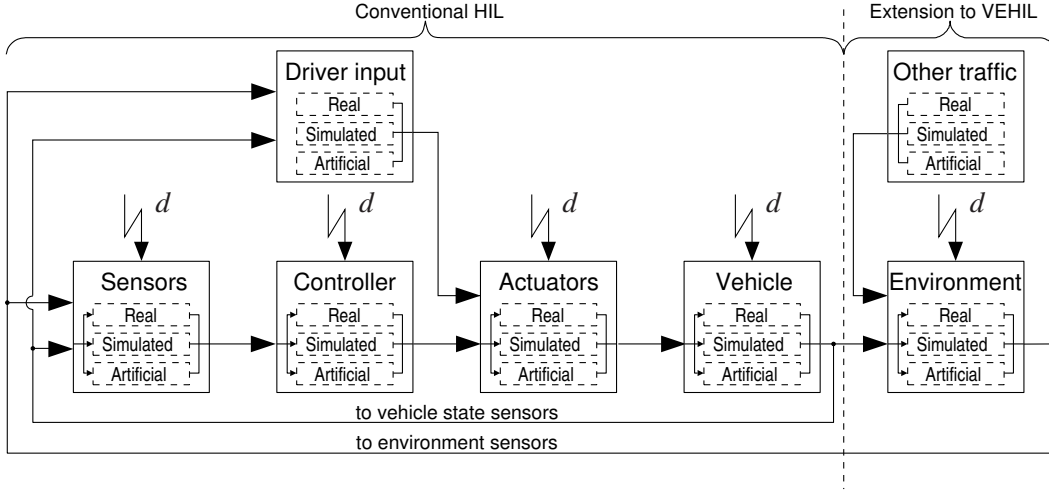 Conventional HIL
Extension to VEHIL
Driver input
Real
Simulated
Artificial
Other traffic
Real
Simulated
Artificial
d
d
d
d
d
Sensors
Real
Simulated
Artificial
Controller
Real
Simulated
Artificial
Actuators
Real
Simulated
Artificial
Vehicle
Real
Simulated
Artificial
Environment
Real
Simulated
Artificial
to vehicle state sensors
to environment sensors